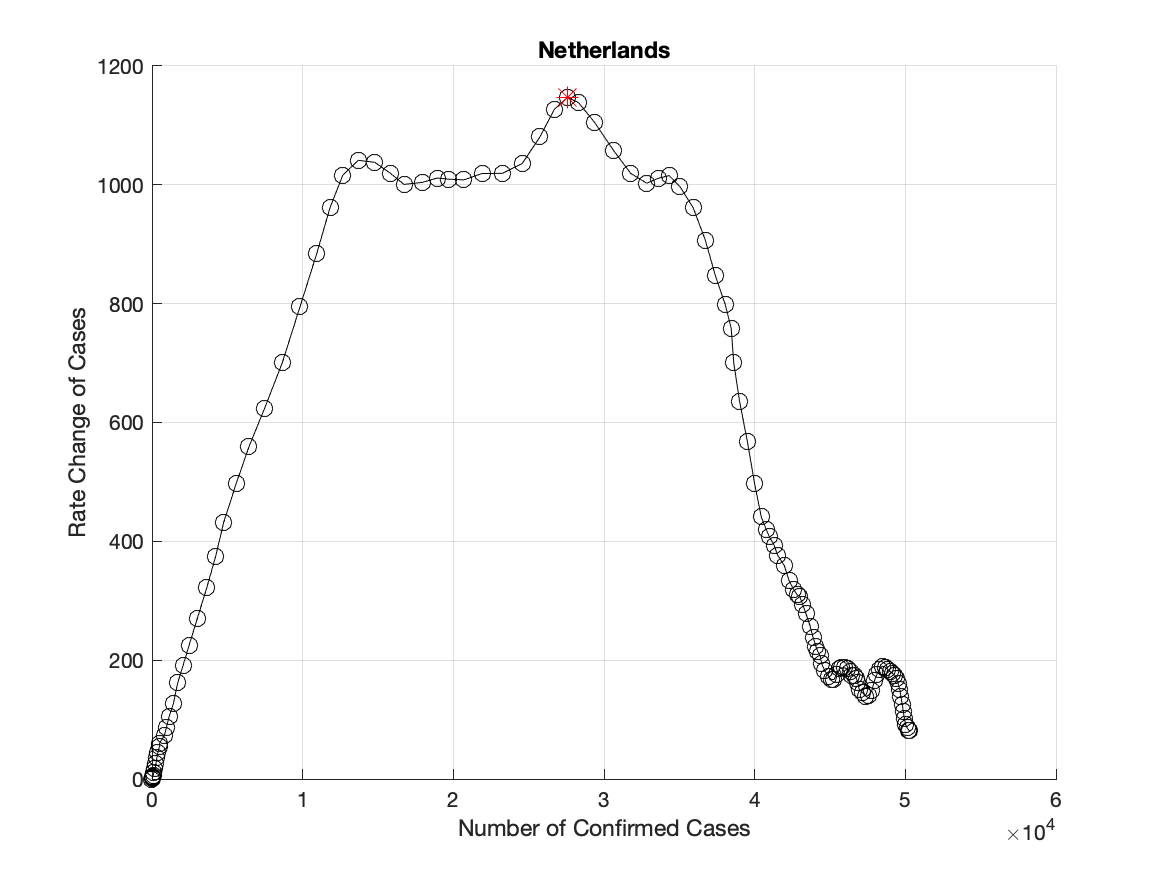 Netherlands
1200
1000
800
600
400
200
0
Rate Change of Cases
0 1 2 3 4 5 6
Number of Confirmed Cases
×10^4